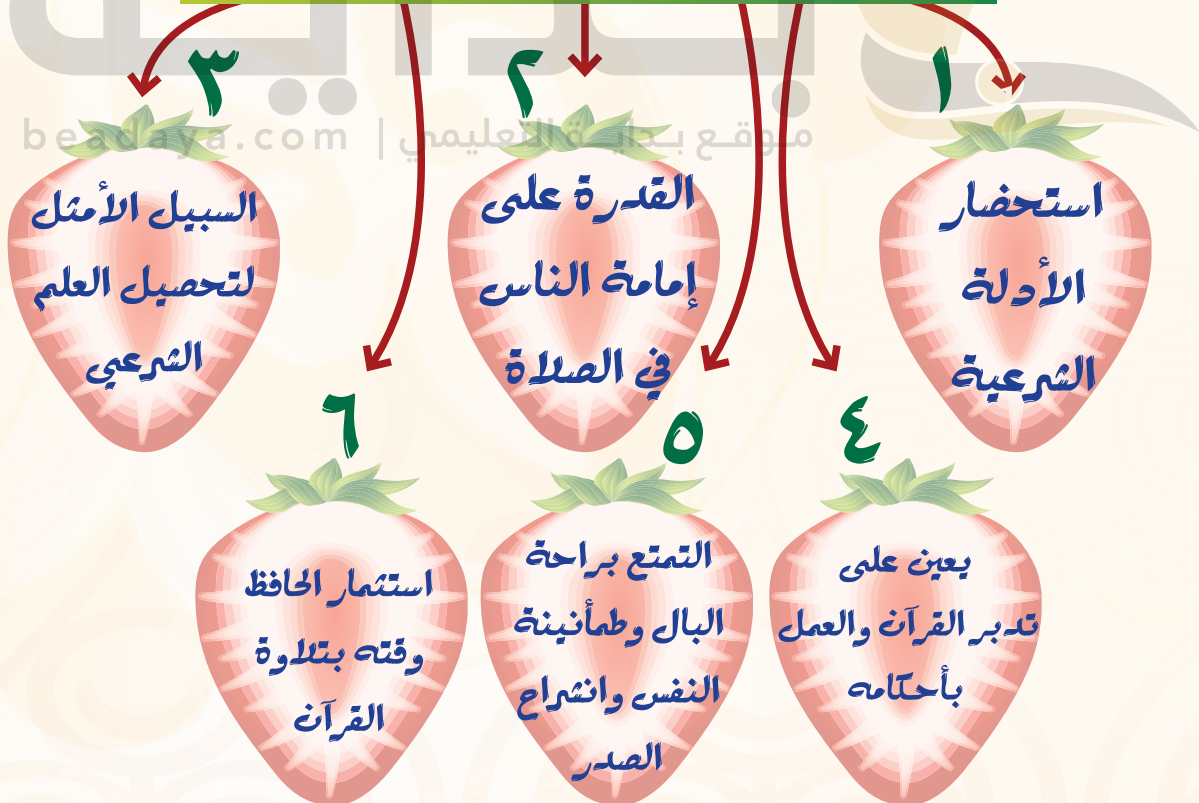 بداية
موقع بداية التعليمي | beadaya.com
١
استحضار
الأدلة
الشرعية
٢
القدرة على
إمامة الناس
في الصلاة
٣
السبيل الأمثل
لتحصيل العلم
الشرعي
٤
يعين على
تدبر القرآن والعمل
بأحكامه
٥
التمتع براحة
البال وطمأنينة
النفس وانشراح
الصدر
٦
استثمار الحافظ
وقته بتلاوة
القرآن